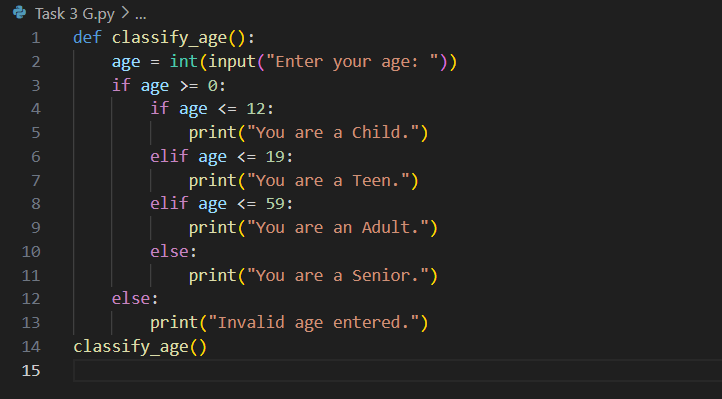 Task 3 G.py > ...
1 def classify_age():
2     age = int(input("Enter your age: "))
3     if age >= 0:
4         if age <= 12:
5             print("You are a Child.")
6         elif age <= 19:
7             print("You are a Teen.")
8         elif age <= 59:
9             print("You are an Adult.")
10         else:
11             print("You are a Senior.")
12     else:
13         print("Invalid age entered.")
14 classify_age()
15